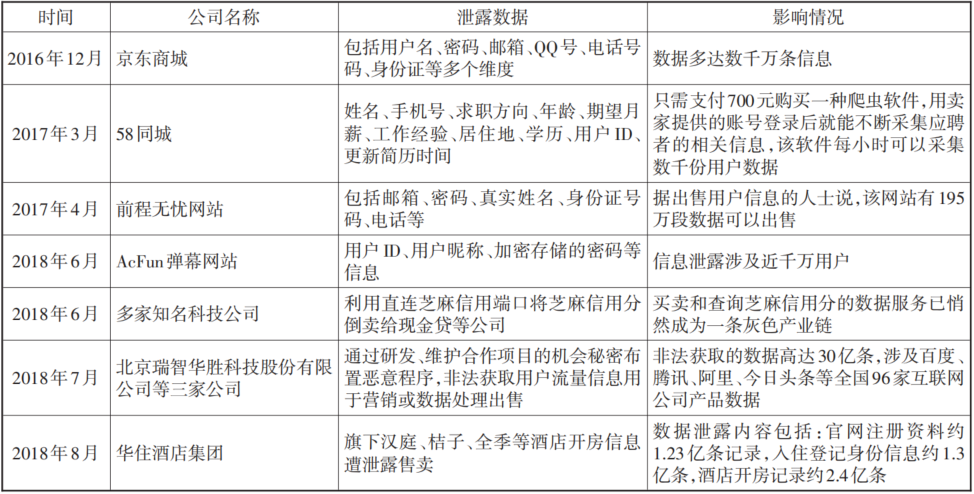 时间 公司名称 泄露数据 影响情况
2016年12月 京东商城 包括用户名、密码、邮箱、QQ号、电话号
码、身份证等多个维度
数据多达数千万条信息
2017年3月 58同城
姓名、手机号、求职方向、年龄、期望月
薪、工作经验、居住地、学历、用户ID、
更新简历时间
只需支付700元购买一种爬虫软件,用卖
家提供的账号登录后就能不断采集应聘
者的相关信息,该软件每小时可以采集
数千份用户数据
2017年4月 前程无忧网站
包括邮箱、密码、真实姓名、身份证号
码、电话等
据出售用户信息的人士说,该网站有195
万段数据可以出售
2018年6月 AcFun弹幕网站
用户ID、用户昵称、加密存储的密码等
信息
信息泄露涉及近千万用户
2018年6月 多家知名科技公司
利用直连芝麻信用端口将芝麻信用分
倒卖给现金贷等公司
买卖和查询芝麻信用分的数据服务已悄
然成为一条灰色产业链
2018年7月
北京瑞智华胜科技股份有限
公司等三家公司
通过研发、维护合作项目的机会秘密布
置恶意程序,非法获取用户流量信息用
于营销或数据处理出售
非法获取的数据高达30亿条,涉及百度、
腾讯、阿里、今日头条等全国96家互联网
公司产品数据
2018年8月 华住酒店集团
旗下汉庭、桔子、全季等酒店开房信息
遭泄露售卖
数据泄露内容包括:官网注册资料约
1.23亿条记录,入住登记身份信息约1.3
亿条,酒店开房记录约2.4亿条